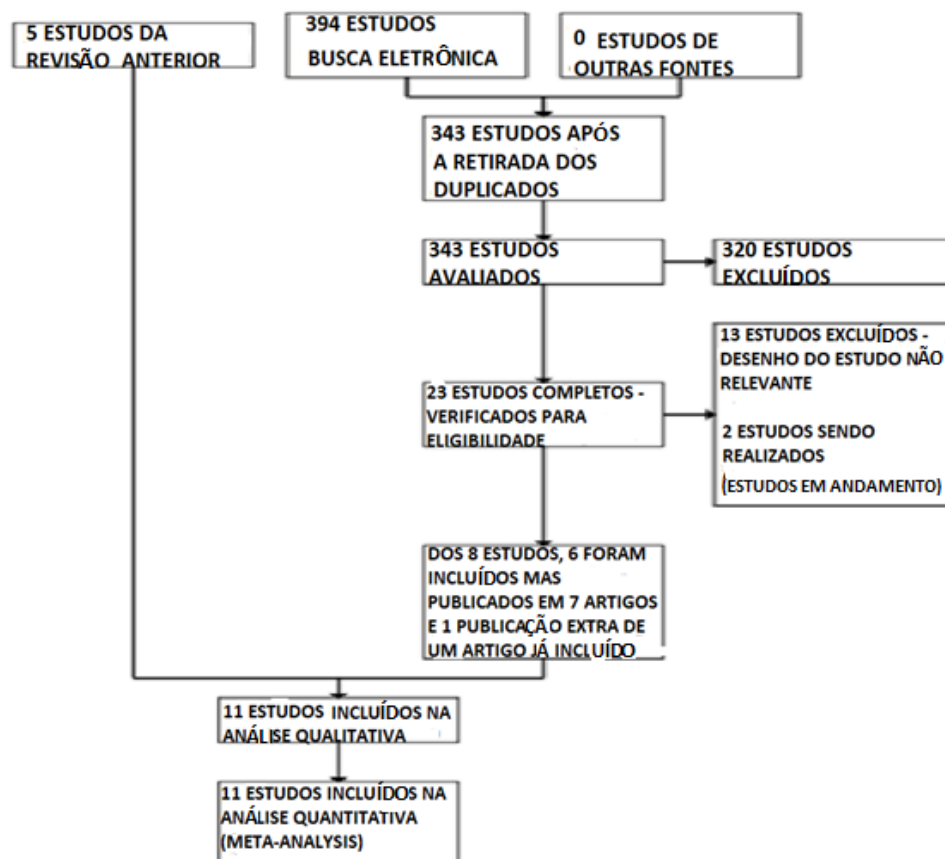 5 ESTUDOS DA
REVISÃO ANTERIOR
394 ESTUDOS
BUSCA ELETRÔNICA
0 ESTUDOS DE
OUTRAS FONTES
343 ESTUDOS APÓS
A RETIRADA DOS
DUPLICADOS
343 ESTUDOS
AVALIADOS
320 ESTUDOS
EXCLUÍDOS
23 ESTUDOS COMPLETOS -
VERIFICADOS PARA
ELIGIBILIDADE
13 ESTUDOS EXCLUÍDOS -
DESENHO DO ESTUDO NÃO
RELEVANTE
2 ESTUDOS SENDO
REALIZADOS
(ESTUDOS EM ANDAMENTO)
DOS 8 ESTUDOS, 6 FORAM
INCLUÍDOS MAS
PUBLICADOS EM 7 ARTIGOS
E 1 PUBLICAÇÃO EXTRA DE
UM ARTIGO JÁ INCLUÍDO
11 ESTUDOS INCLUÍDOS NA
ANÁLISE QUALITATIVA
11 ESTUDOS INCLUÍDOS NA
ANÁLISE QUANTITATIVA
(META-ANALYSIS)